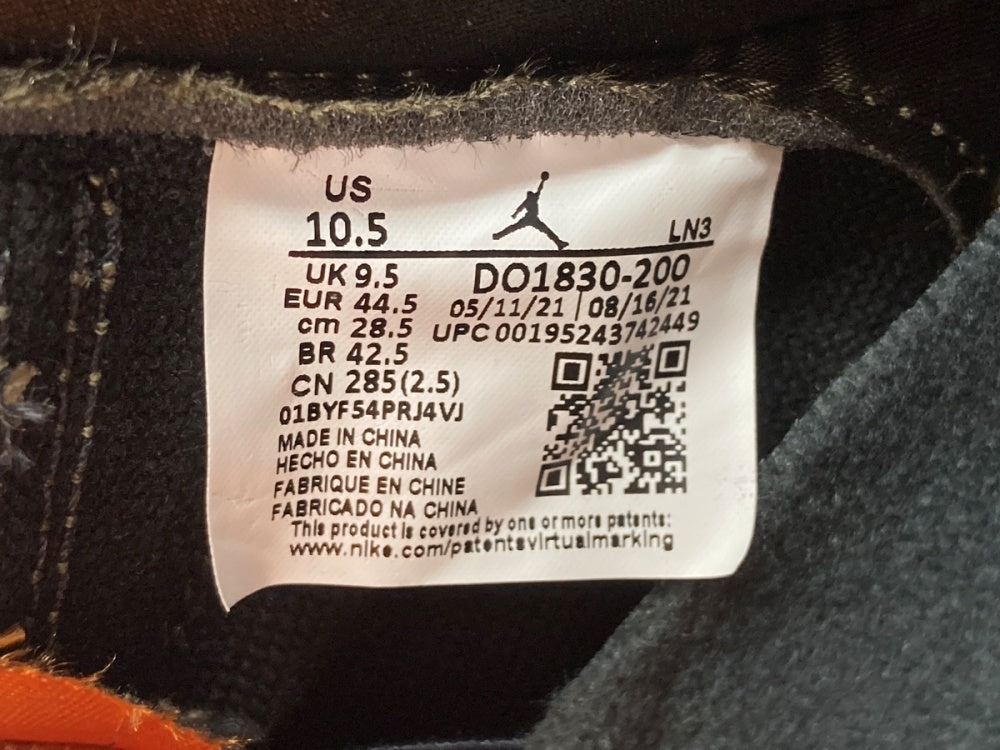 US
10.5
LN3
UK 9.5
DO1830-200
EUR 44.5
05/11/21 | 08/16/21
cm 28.5
UPC 00195243742449
BR 42.5
CN 285(2.5)
01BYF54PRJ4VJ
MADE IN CHINA
HECHO EN CHINA
FABRIQUE EN CHINE
FABRICADO NA CHINA
This product is covered by one or more patents:
www.nike.com/patentsvirtualmarking